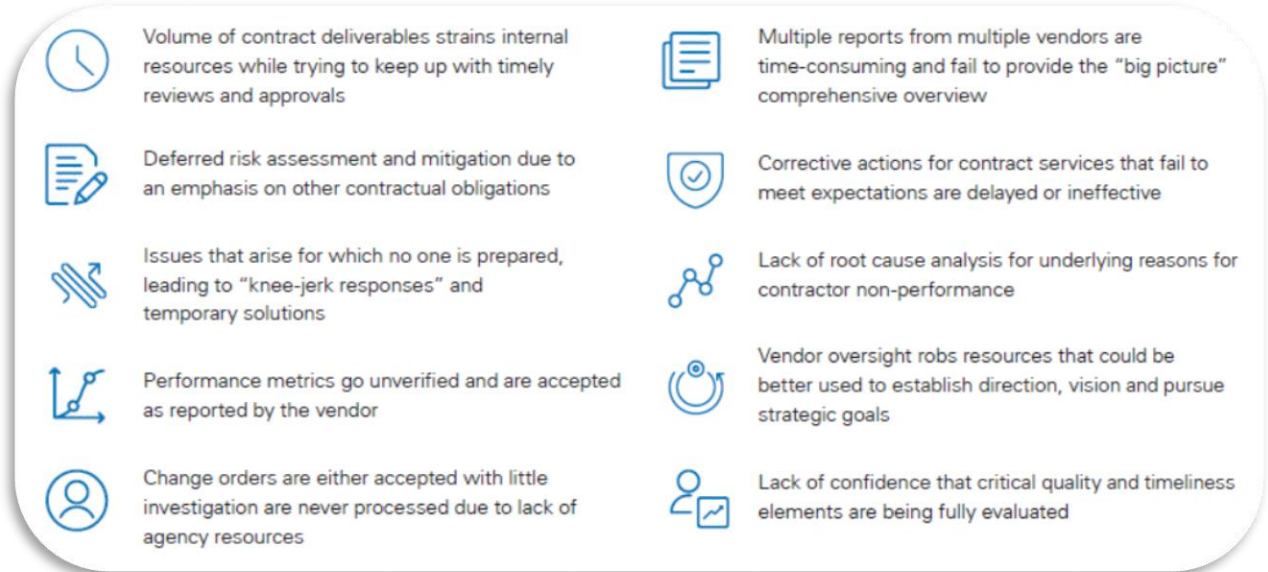 Volume of contract deliverables strains internal
resources while trying to keep up with timely
reviews and approvals
Deferred risk assessment and mitigation due to
an emphasis on other contractual obligations
Issues that arise for which no one is prepared,
leading to “knee-jerk responses” and
temporary solutions
Performance metrics go unverified and are accepted
as reported by the vendor
Change orders are either accepted with little
investigation are never processed due to lack of
agency resources
Multiple reports from multiple vendors are
time-consuming and fail to provide the “big picture”
comprehensive overview
Corrective actions for contract services that fail to
meet expectations are delayed or ineffective
Lack of root cause analysis for underlying reasons for
contractor non-performance
Vendor oversight robs resources that could be
better used to establish direction, vision and pursue
strategic goals
Lack of confidence that critical quality and timeliness
elements are being fully evaluated